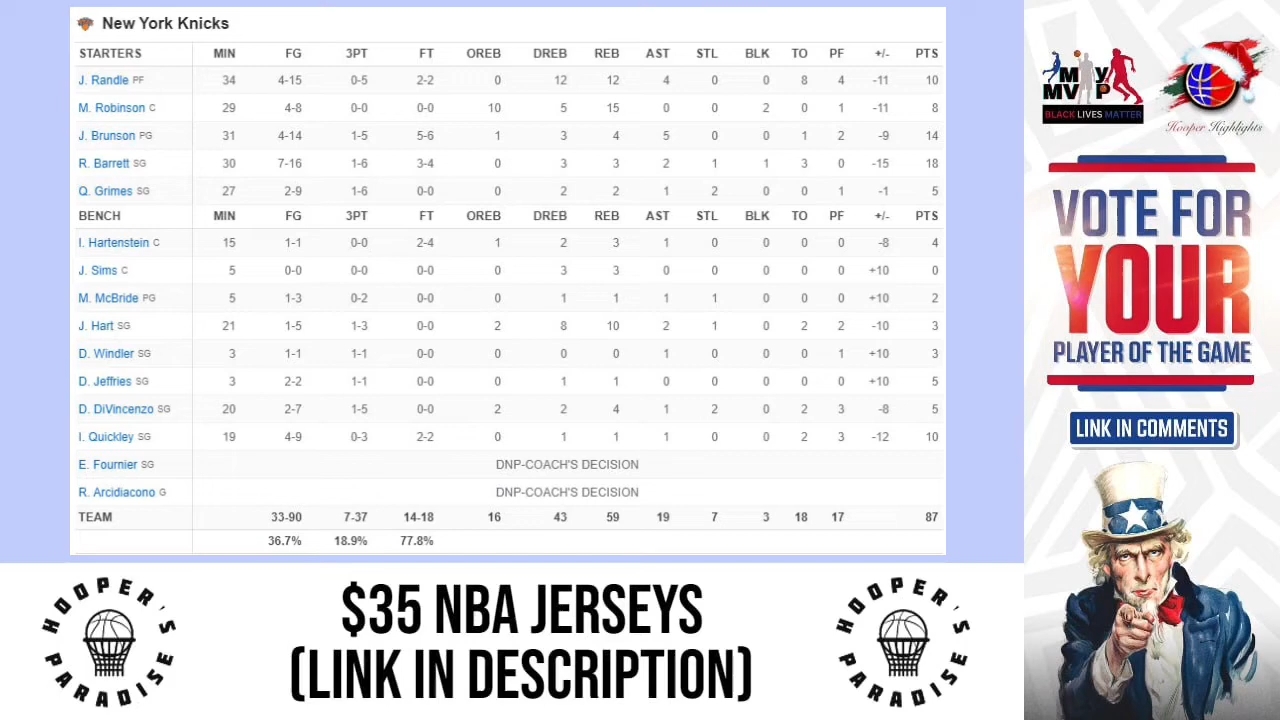 New York Knicks
STARTERS MIN FG 3PT FT OREB DREB REB AST STL BLK TO PF +/- PTS
J. Randle PF 34 4-15 0-5 2-2 0 12 12 4 0 0 8 4 -11 10
M. Robinson C 29 4-8 0-0 0-0 10 5 15 0 0 2 0 1 -11 8
J. Brunson PG 31 4-14 1-5 5-6 1 3 4 5 0 0 1 2 -9 14
R. Barrett SG 30 7-16 1-6 3-4 0 3 3 2 1 1 3 0 -15 18
Q. Grimes SG 27 2-9 1-6 0-0 0 2 2 1 2 0 0 1 -1 5
BENCH MIN FG 3PT FT OREB DREB REB AST STL BLK TO PF +/- PTS
I. Hartenstein C 15 1-1 0-0 2-4 1 2 3 1 0 0 0 0 -8 4
J. Sims C 5 0-0 0-0 0-0 0 3 3 0 0 0 0 0 +10 0
M. McBride PG 5 1-3 0-2 0-0 0 1 1 1 1 0 0 0 +10 2
J. Hart SG 21 1-5 1-3 0-0 2 8 10 2 1 0 2 2 -10 3
D. Windler SG 3 1-1 1-1 0-0 0 0 0 1 0 0 0 1 +10 3
D. Jeffries SG 3 2-2 1-1 0-0 0 1 1 0 0 0 0 0 +10 5
D. DiVincenzo SG 20 2-7 1-5 0-0 2 2 4 1 2 0 2 3 -8 5
I. Quickley SG 19 4-9 0-3 2-2 0 1 1 1 0 0 2 3 -12 10
E. Fournier SG DNP-COACH'S DECISION
R. Arcidiacono G DNP-COACH'S DECISION
TEAM 33-90 7-37 14-18 16 43 59 19 7 3 18 17 87
36.7% 18.9% 77.8%
HOOPER'S PARADISE
$35 NBA JERSEYS
(LINK IN DESCRIPTION)
HOOPER'S PARADISE
My
MVP
BLACK LIVES MATTER
Hooper Highlights
VOTE FOR
YOUR
PLAYER OF THE GAME
LINK IN COMMENTS